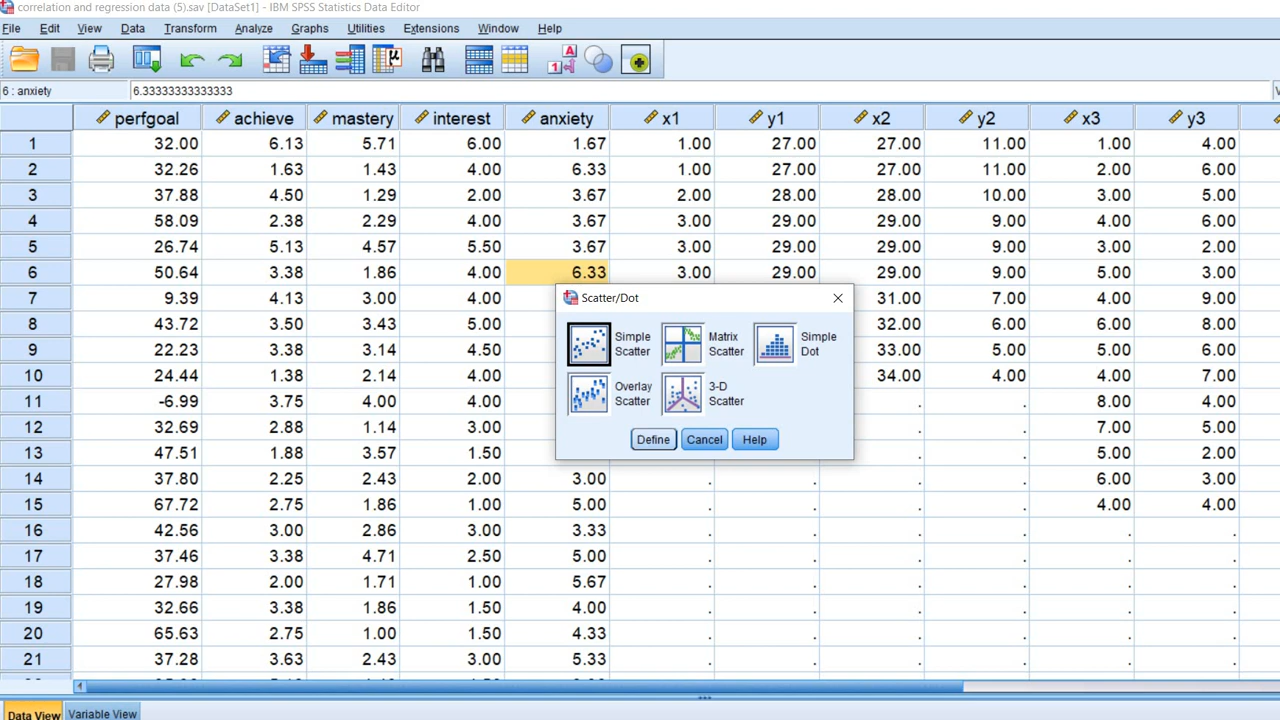 correlation and regression data (5).sav [DataSet1] - IBM SPSS Statistics Data Editor
File Edit View Data Transform Analyze Graphs Utilities Extensions Window Help
6 : anxiety 6.33333333333333
perfgoal achieve mastery interest anxiety x1 y1 x2 y2 x3 y3
1 32.00 6.13 5.71 6.00 1.67 1.00 27.00 27.00 11.00 1.00 4.00
2 32.26 1.63 1.43 4.00 6.33 1.00 27.00 27.00 11.00 2.00 6.00
3 37.88 4.50 1.29 2.00 3.67 2.00 28.00 28.00 10.00 3.00 5.00
4 58.09 2.38 2.29 4.00 3.67 3.00 29.00 29.00 9.00 4.00 6.00
5 26.74 5.13 4.57 5.50 3.67 3.00 29.00 29.00 9.00 3.00 2.00
6 50.64 3.38 1.86 4.00 6.33 3.00 29.00 29.00 9.00 5.00 3.00
7 9.39 4.13 3.00 4.00 31.00 7.00 4.00 9.00
8 43.72 3.50 3.43 5.00 32.00 6.00 6.00 8.00
9 22.23 3.38 3.14 4.50 33.00 5.00 5.00 6.00
10 24.44 1.38 2.14 4.00 34.00 4.00 4.00 7.00
11 -6.99 3.75 4.00 4.00 . . 8.00 4.00
12 32.69 2.88 1.14 3.00 . . 7.00 5.00
13 47.51 1.88 3.57 1.50 . . 5.00 2.00
14 37.80 2.25 2.43 2.00 3.00 . . . . 6.00 3.00
15 67.72 2.75 1.86 1.00 5.00 . . . . 4.00 4.00
16 42.56 3.00 2.86 3.00 3.33 . . . . . .
17 37.46 3.38 4.71 2.50 5.00 . . . . . .
18 27.98 2.00 1.71 1.00 5.67 . . . . . .
19 32.66 3.38 1.86 1.50 4.00 . . . . . .
20 65.63 2.75 1.00 1.50 4.33 . . . . . .
21 37.28 3.63 2.43 3.00 5.33 . . . . . .
Scatter/Dot
Simple Scatter
Matrix Scatter
Simple Dot
Overlay Scatter
3-D Scatter
Define Cancel Help
Data View Variable View